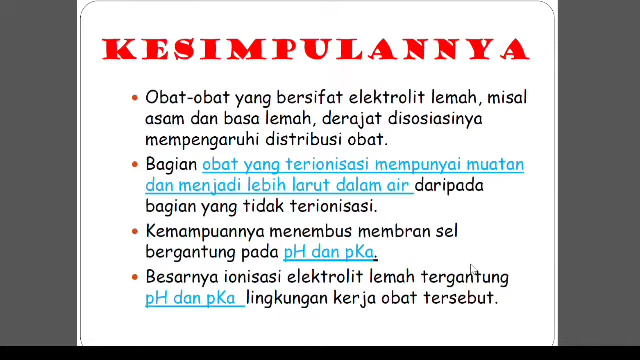 KESIMPULANNYA
• Obat-obat yang bersifat elektrolit lemah, misal
asam dan basa lemah, derajat disosiasinya
mempengaruhi distribusi obat.
• Bagian obat yang terionisasi mempunyai muatan
dan menjadi lebih larut dalam air daripada
bagian yang tidak terionisasi.
• Kemampuannya menembus membran sel
bergantung pada pH dan pKa.
• Besarnya ionisasi elektrolit lemah tergantung
pH dan pKa lingkungan kerja obat tersebut.